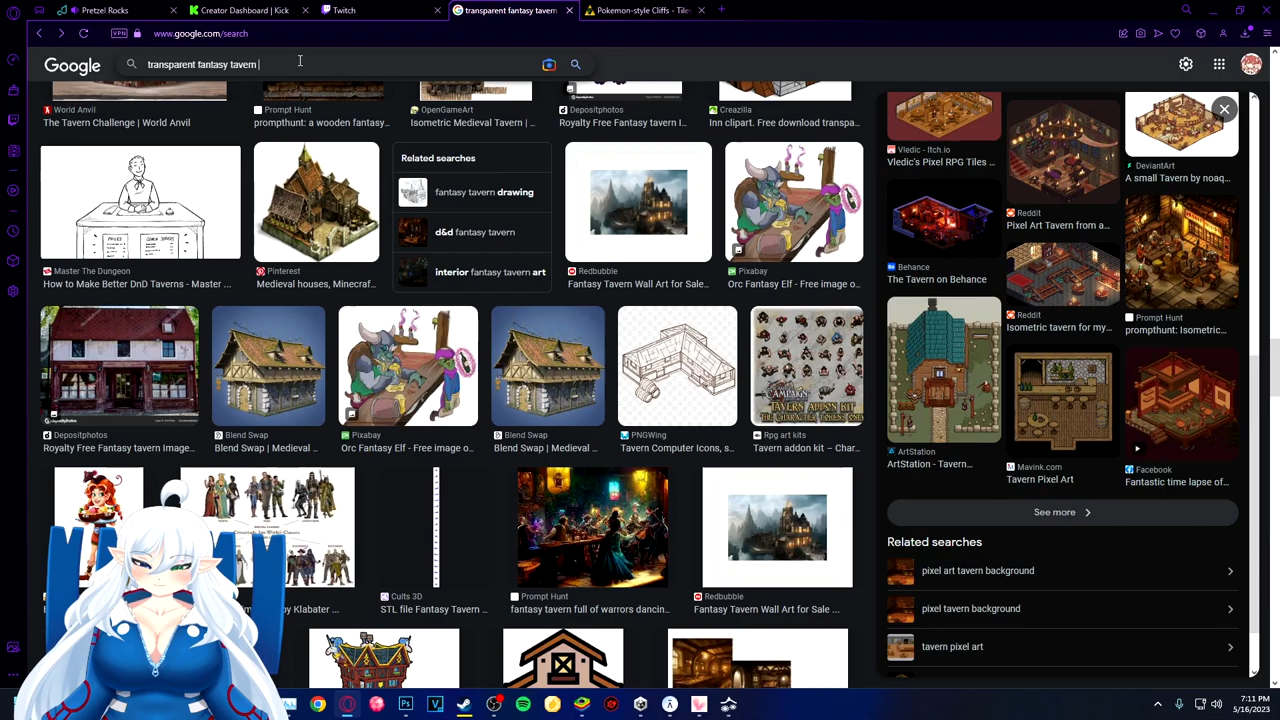 Pretzel Rocks
Creator Dashboard | Kick
Twitch
transparent fantasy tavern
Pokemon-style Cliffs - Tile
VPN
www.google.com/search
Google
transparent fantasy tavern
World Anvil
The Tavern Challenge | World Anvil
Prompt Hunt
prompthunt: a wooden fantasy...
OpenGameArt
Isometric Medieval Tavern | ...
Depositphotos
Royalty Free Fantasy tavern I...
Creazilla
Inn clipart. Free download transpa...
Master The Dungeon
How to Make Better DnD Taverns - Master ...
Pinterest
Medieval houses, Minecraf...
Related searches
fantasy tavern drawing
d&d fantasy tavern
interior fantasy tavern art
Redbubble
Fantasy Tavern Wall Art for Sale...
Pixabay
Orc Fantasy Elf - Free image o...
Depositphotos
Royalty Free Fantasy tavern Image...
Blend Swap
Blend Swap | Medieval ...
Pixabay
Orc Fantasy Elf - Free image o...
Blend Swap
Blend Swap | Medieval ...
PNGWing
Tavern Computer Icons, s...
CAMPAIGN
TAVERN ADDON KIT
Rpg art kits
Tavern addon kit – Char...
by Klabater ...
Cults 3D
STL file Fantasy Tavern ...
Prompt Hunt
fantasy tavern full of warrors dancin...
Redbubble
Fantasy Tavern Wall Art for Sale ...
Vledic - Itch.io
Vledic's Pixel RPG Tiles ...
Reddit
Pixel Art Tavern from a...
DeviantArt
A small Tavern by noaq...
Behance
The Tavern on Behance
Reddit
Isometric tavern for my...
Prompt Hunt
prompthunt: Isometric...
ArtStation
ArtStation - Tavern...
Mavink.com
Tavern Pixel Art
Facebook
Fantastic time lapse of...
See more
Related searches
pixel art tavern background
pixel tavern background
tavern pixel art
7:11 PM
5/16/2023